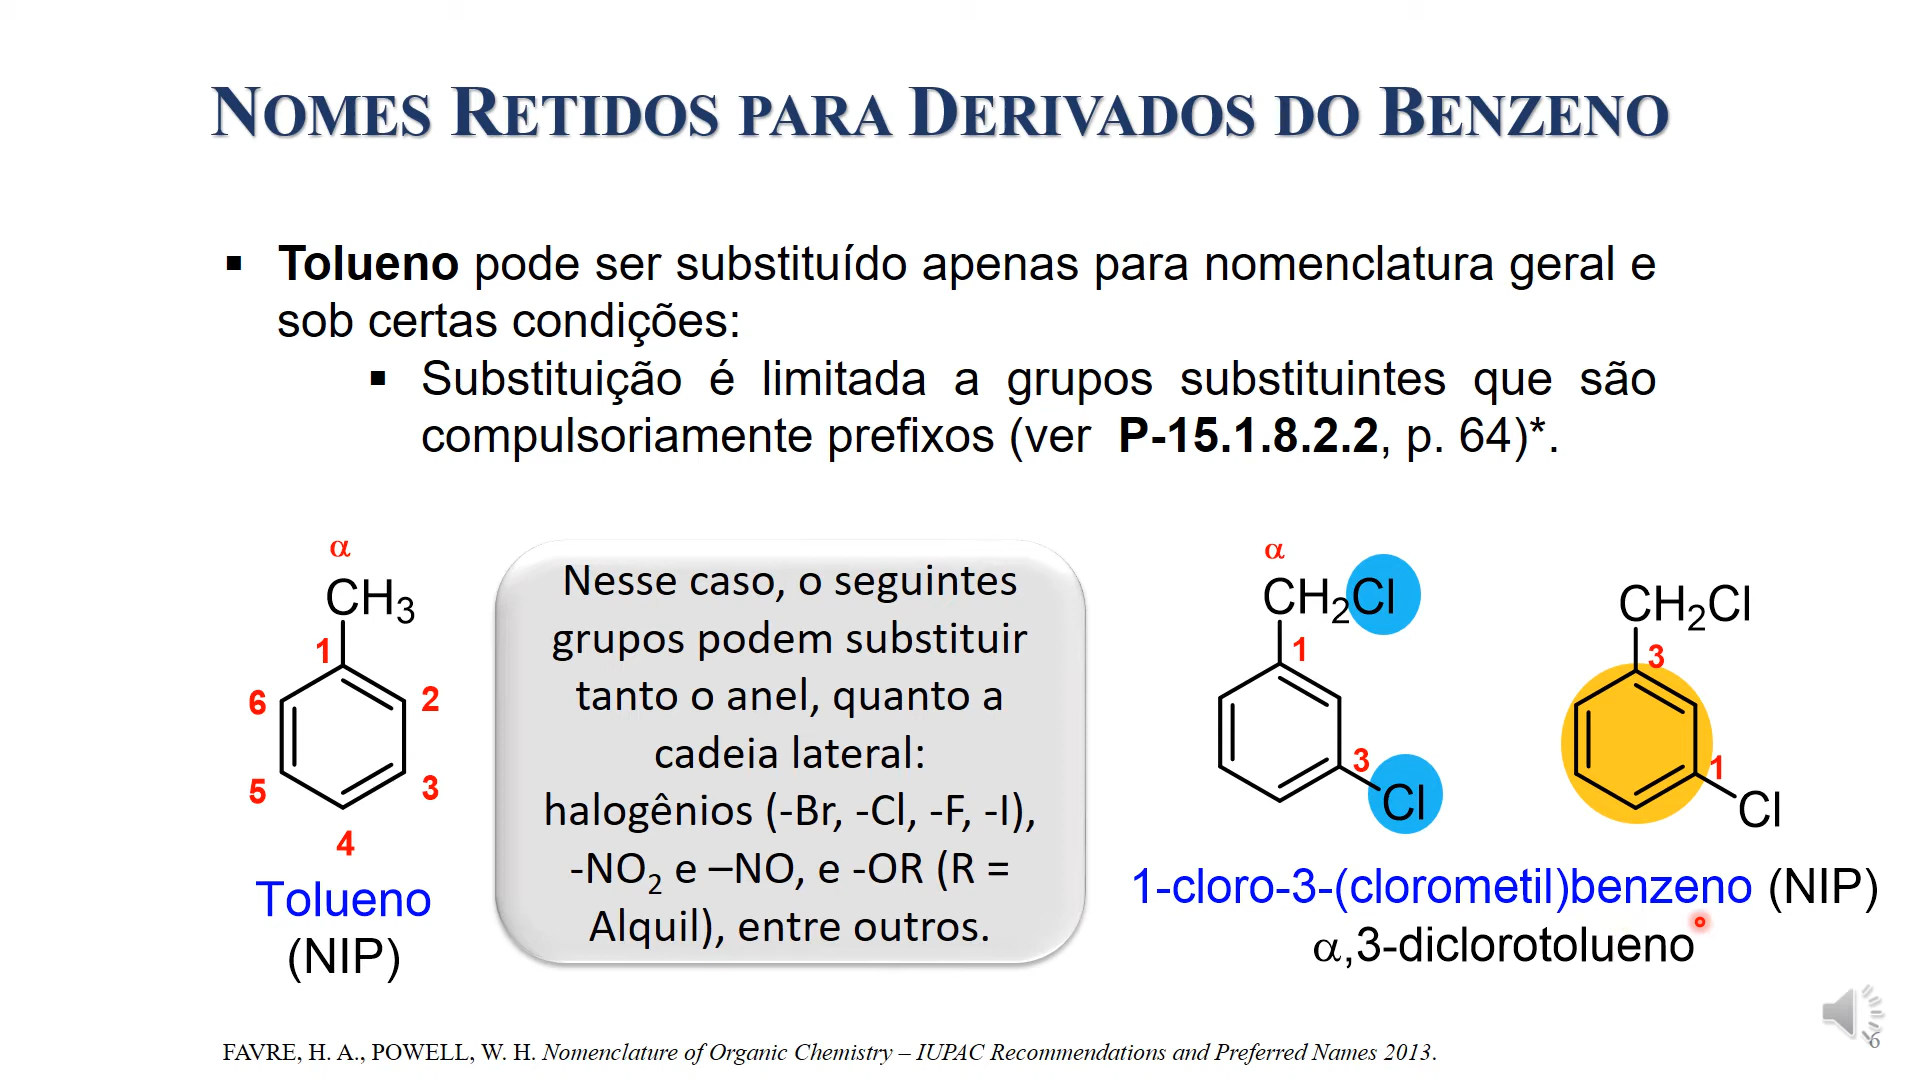 NOMES RETIDOS PARA DERIVADOS DO BENZENO
▪ Tolueno pode ser substituído apenas para nomenclatura geral e
sob certas condições:
▪ Substituição é limitada a grupos substituintes que são
compulsoriamente prefixos (ver P-15.1.8.2.2, p. 64)*.
α
CH₃
1
6
2
5
3
4
Tolueno
(NIP)
Nesse caso, o seguintes
grupos podem substituir
tanto o anel, quanto a
cadeia lateral:
halogênios (-Br, -Cl, -F, -I),
-NO₂ e –NO, e -OR (R =
Alquil), entre outros.
α
CH₂Cl
1
3
Cl
CH₂Cl
3
1
Cl
1-cloro-3-(clorometil)benzeno (NIP)
α,3-diclorotolueno
FAVRE, H. A., POWELL, W. H. Nomenclature of Organic Chemistry – IUPAC Recommendations and Preferred Names 2013.
6